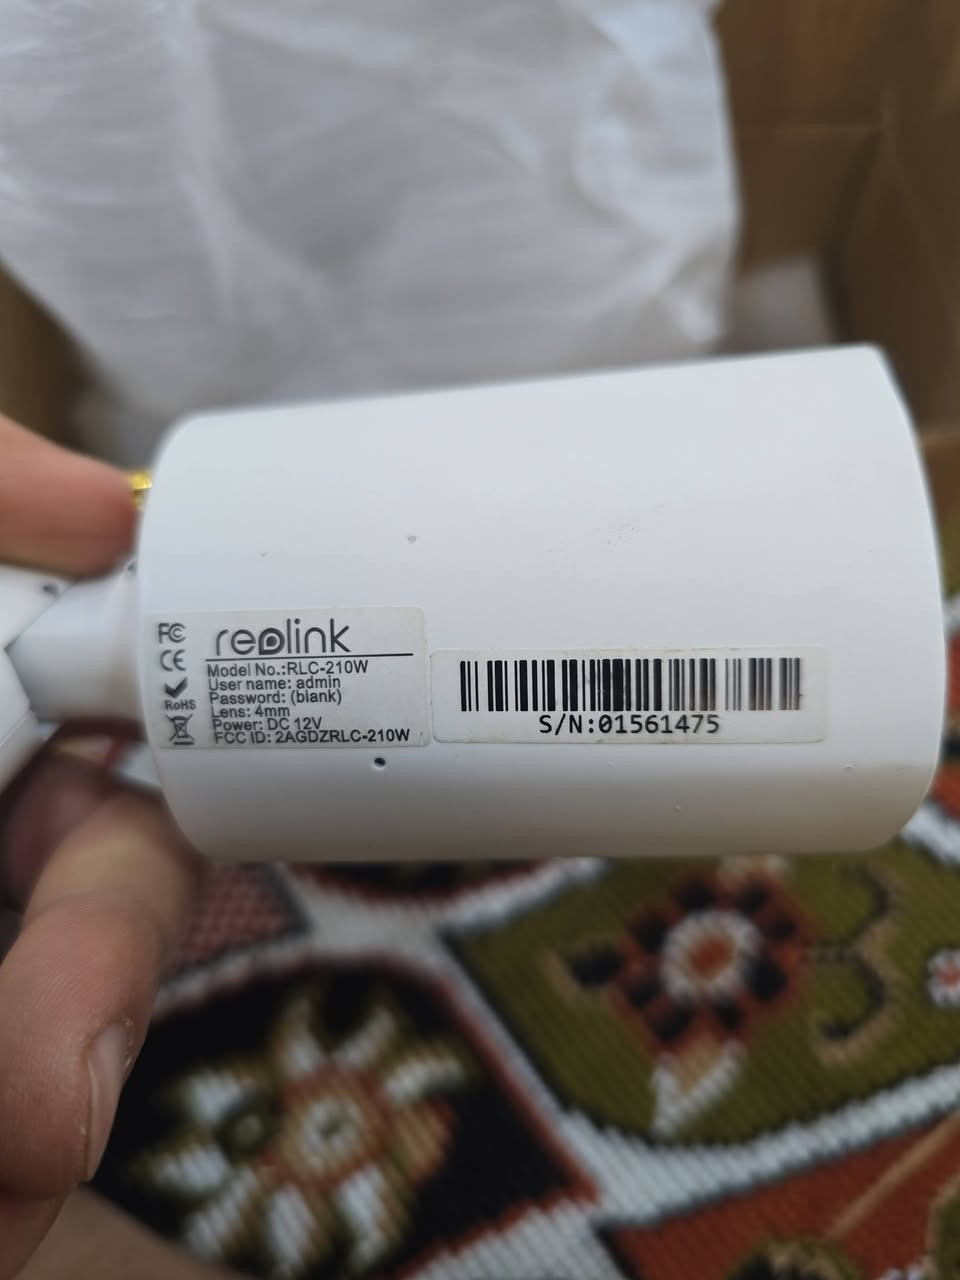 FC
CE
RoHS
reolink
Model No.:RLC-210W
User name: admin
Password: (blank)
Lens: 4mm
Power: DC 12V
FCC ID: 2AGDZRLC-210W
S/N:01561475